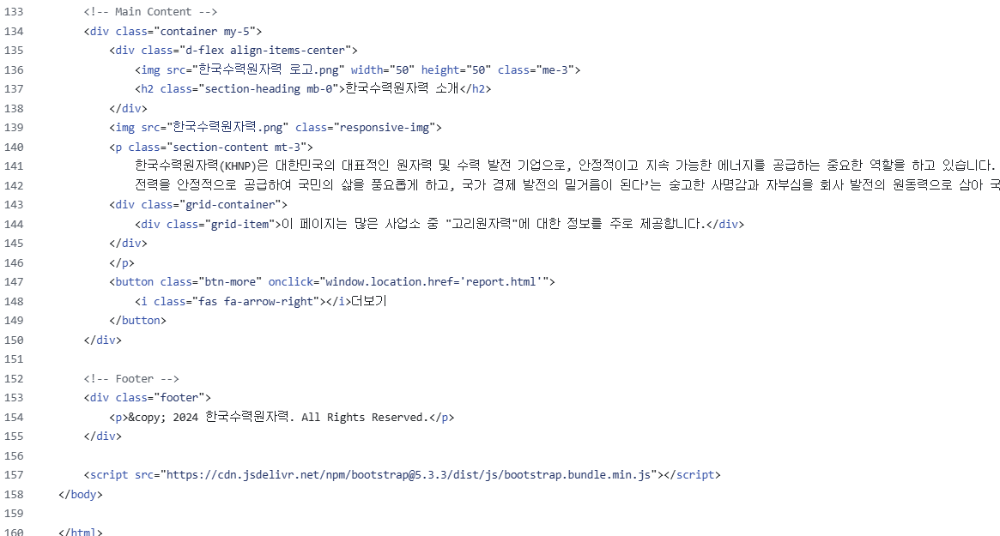 133 <!-- Main Content -->
134 <div class="container my-5">
135 <div class="d-flex align-items-center">
136 <img src="한국수력원자력 로고.png" width="50" height="50" class="me-3">
137 <h2 class="section-heading mb-0">한국수력원자력 소개</h2>
138 </div>
139 <img src="한국수력원자력.png" class="responsive-img">
140 <p class="section-content mt-3">
141 한국수력원자력(KHNP)은 대한민국의 대표적인 원자력 및 수력 발전 기업으로, 안정적이고 지속 가능한 에너지를 공급하는 중요한 역할을 하고 있습니다.
142 전력을 안정적으로 공급하여 국민의 삶을 풍요롭게 하고, 국가 경제 발전의 밑거름이 된다’는 숭고한 사명감과 자부심을 회사 발전의 원동력으로 삼아 국
143 <div class="grid-container">
144 <div class="grid-item">이 페이지는 많은 사업소 중 "고리원자력"에 대한 정보를 주로 제공합니다.</div>
145 </div>
146 </p>
147 <button class="btn-more" onclick="window.location.href='report.html'">
148 <i class="fas fa-arrow-right"></i>더보기
149 </button>
150 </div>
151
152 <!-- Footer -->
153 <div class="footer">
154 <p>&copy; 2024 한국수력원자력. All Rights Reserved.</p>
155 </div>
156
157 <script src="https://cdn.jsdelivr.net/npm/bootstrap@5.3.3/dist/js/bootstrap.bundle.min.js"></script>
158 </body>
159
160 </html>